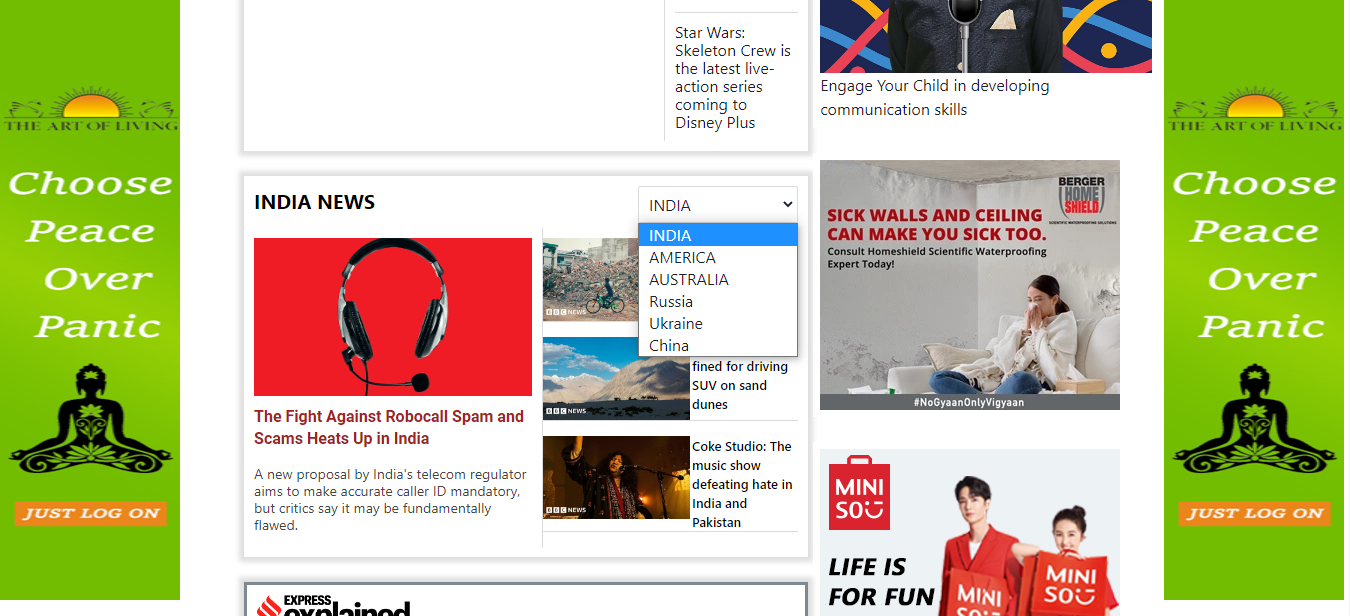 THE ART OF LIVING
Choose
Peace
Over
Panic
JUST LOG ON
Star Wars:
Skeleton Crew is
the latest live-
action series
coming to
Disney Plus
INDIA NEWS
INDIA
INDIA
AMERICA
AUSTRALIA
Russia
Ukraine
China
The Fight Against Robocall Spam and
Scams Heats Up in India
A new proposal by India's telecom regulator
aims to make accurate caller ID mandatory,
but critics say it may be fundamentally
flawed.
BBC NEWS
BBC NEWS
fined for driving
SUV on sand
dunes
BBC NEWS
Coke Studio: The
music show
defeating hate in
India and
Pakistan
EXPRESS
explained
Engage Your Child in developing
communication skills
BERGER
HOME
SHIELD
SCIENTIFIC WATERPROOFING SOLUTIONS
SICK WALLS AND CEILING
CAN MAKE YOU SICK TOO.
Consult Homeshield Scientific Waterproofing
Expert Today!
#NoGyaanOnlyVigyaan
MINI
SO
LIFE IS
FOR FUN
MINI
SO
MINI
SO
THE ART OF LIVING
Choose
Peace
Over
Panic
JUST LOG ON